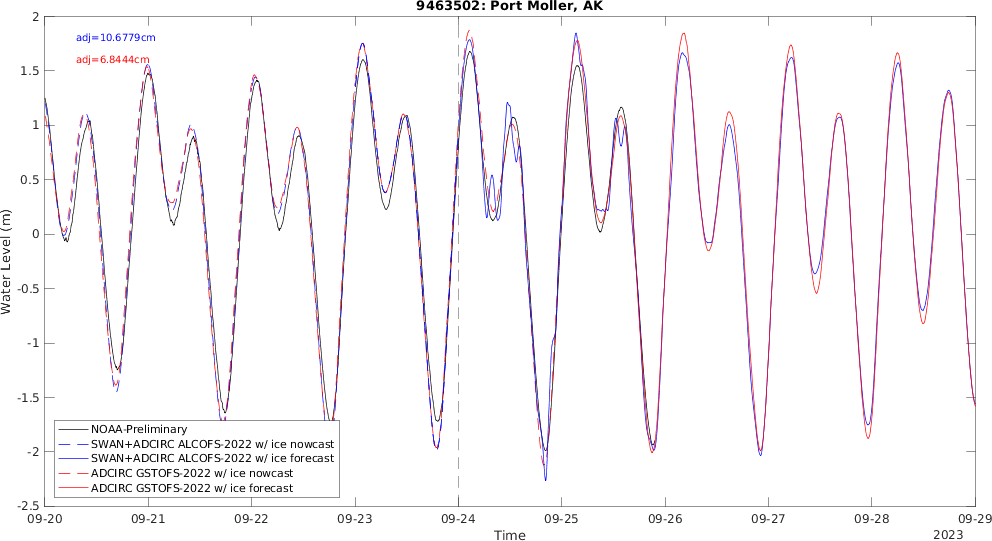 9463502: Port Moller, AK
adj=10.6779cm
adj=6.8444cm
Water Level (m)
2
1.5
1
0.5
0
-0.5
-1
-1.5
-2
-2.5
NOAA-Preliminary
SWAN+ADCIRC ALCOFS-2022 w/ ice nowcast
SWAN+ADCIRC ALCOFS-2022 w/ ice forecast
ADCIRC GSTOFS-2022 w/ ice nowcast
ADCIRC GSTOFS-2022 w/ ice forecast
09-20 09-21 09-22 09-23 09-24 09-25 09-26 09-27 09-28 09-29
Time
2023